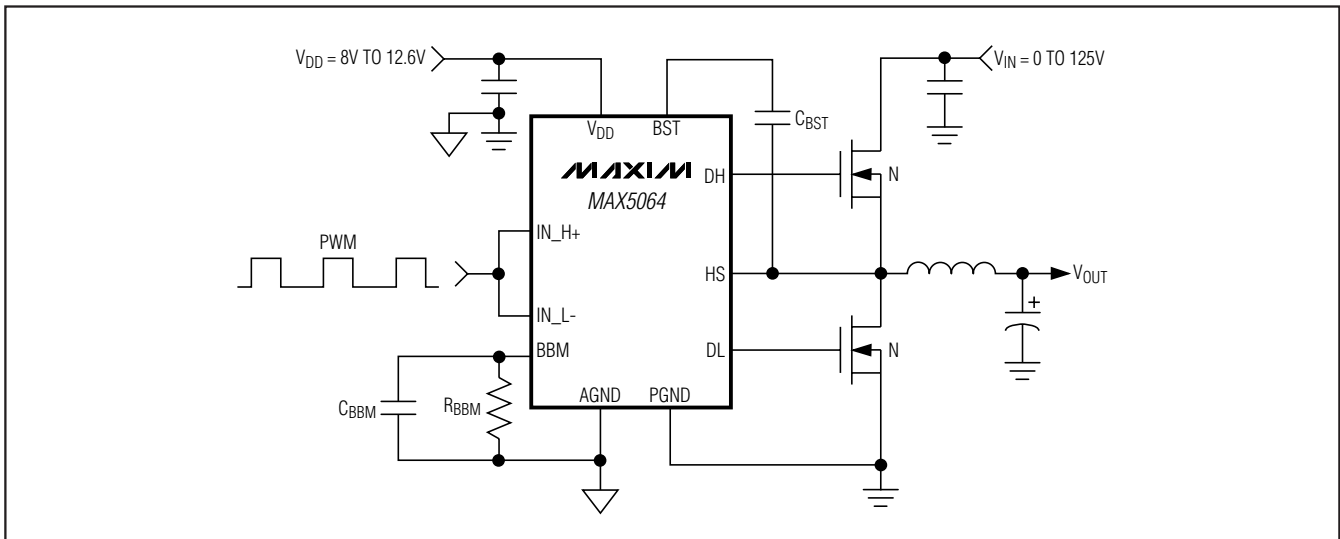 V_DD = 8V TO 12.6V
V_IN = 0 TO 125V
V_DD
BST
C_BST
MAXIM
MAX5064
DH
N
PWM
IN_H+
HS
V_OUT
+
IN_L-
BBM
DL
N
C_BBM
R_BBM
AGND
PGND